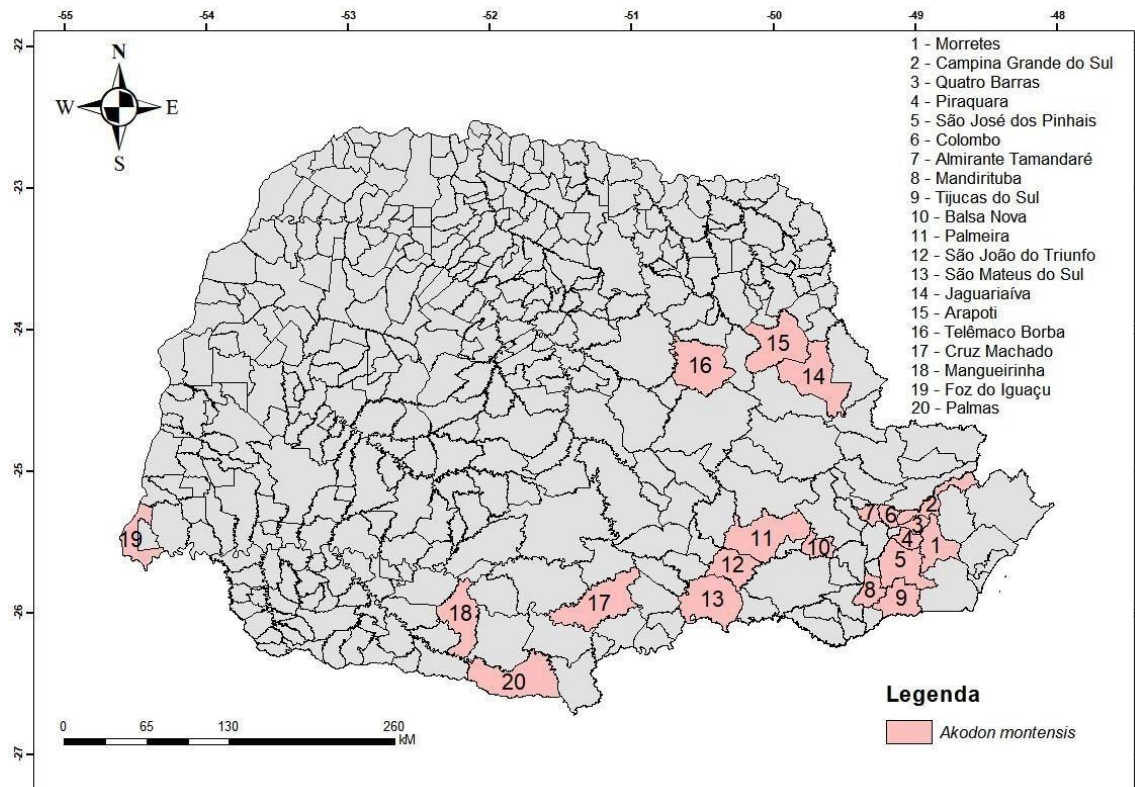 -55 -54 -53 -52 -51 -50 -49 -48
-22
-23
-24
-25
-26
-27
N
W E
S
1 - Morretes
2 - Campina Grande do Sul
3 - Quatro Barras
4 - Piraquara
5 - São José dos Pinhais
6 - Colombo
7 - Almirante Tamandaré
8 - Mandirituba
9 - Tijucas do Sul
10 - Balsa Nova
11 - Palmeira
12 - São João do Triunfo
13 - São Mateus do Sul
14 - Jaguariaíva
15 - Arapoti
16 - Telêmaco Borba
17 - Cruz Machado
18 - Mangueirinha
19 - Foz do Iguaçu
20 - Palmas
15
16
14
2
7 6
3
19
11
10
4
1
5
12
8
9
13
17
18
20
Legenda
Akodon montensis
0 65 130 260
kM